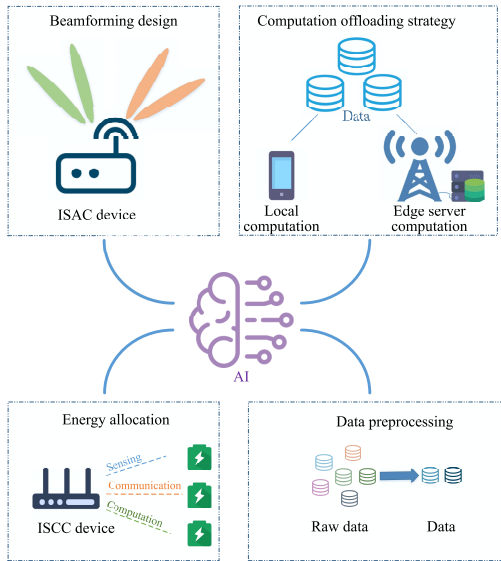 Beamforming design
ISAC device
Computation offloading strategy
Data
Local
computation
Edge server
computation
AI
Energy allocation
Sensing
Communication
Computation
ISCC device
Data preprocessing
Raw data
Data